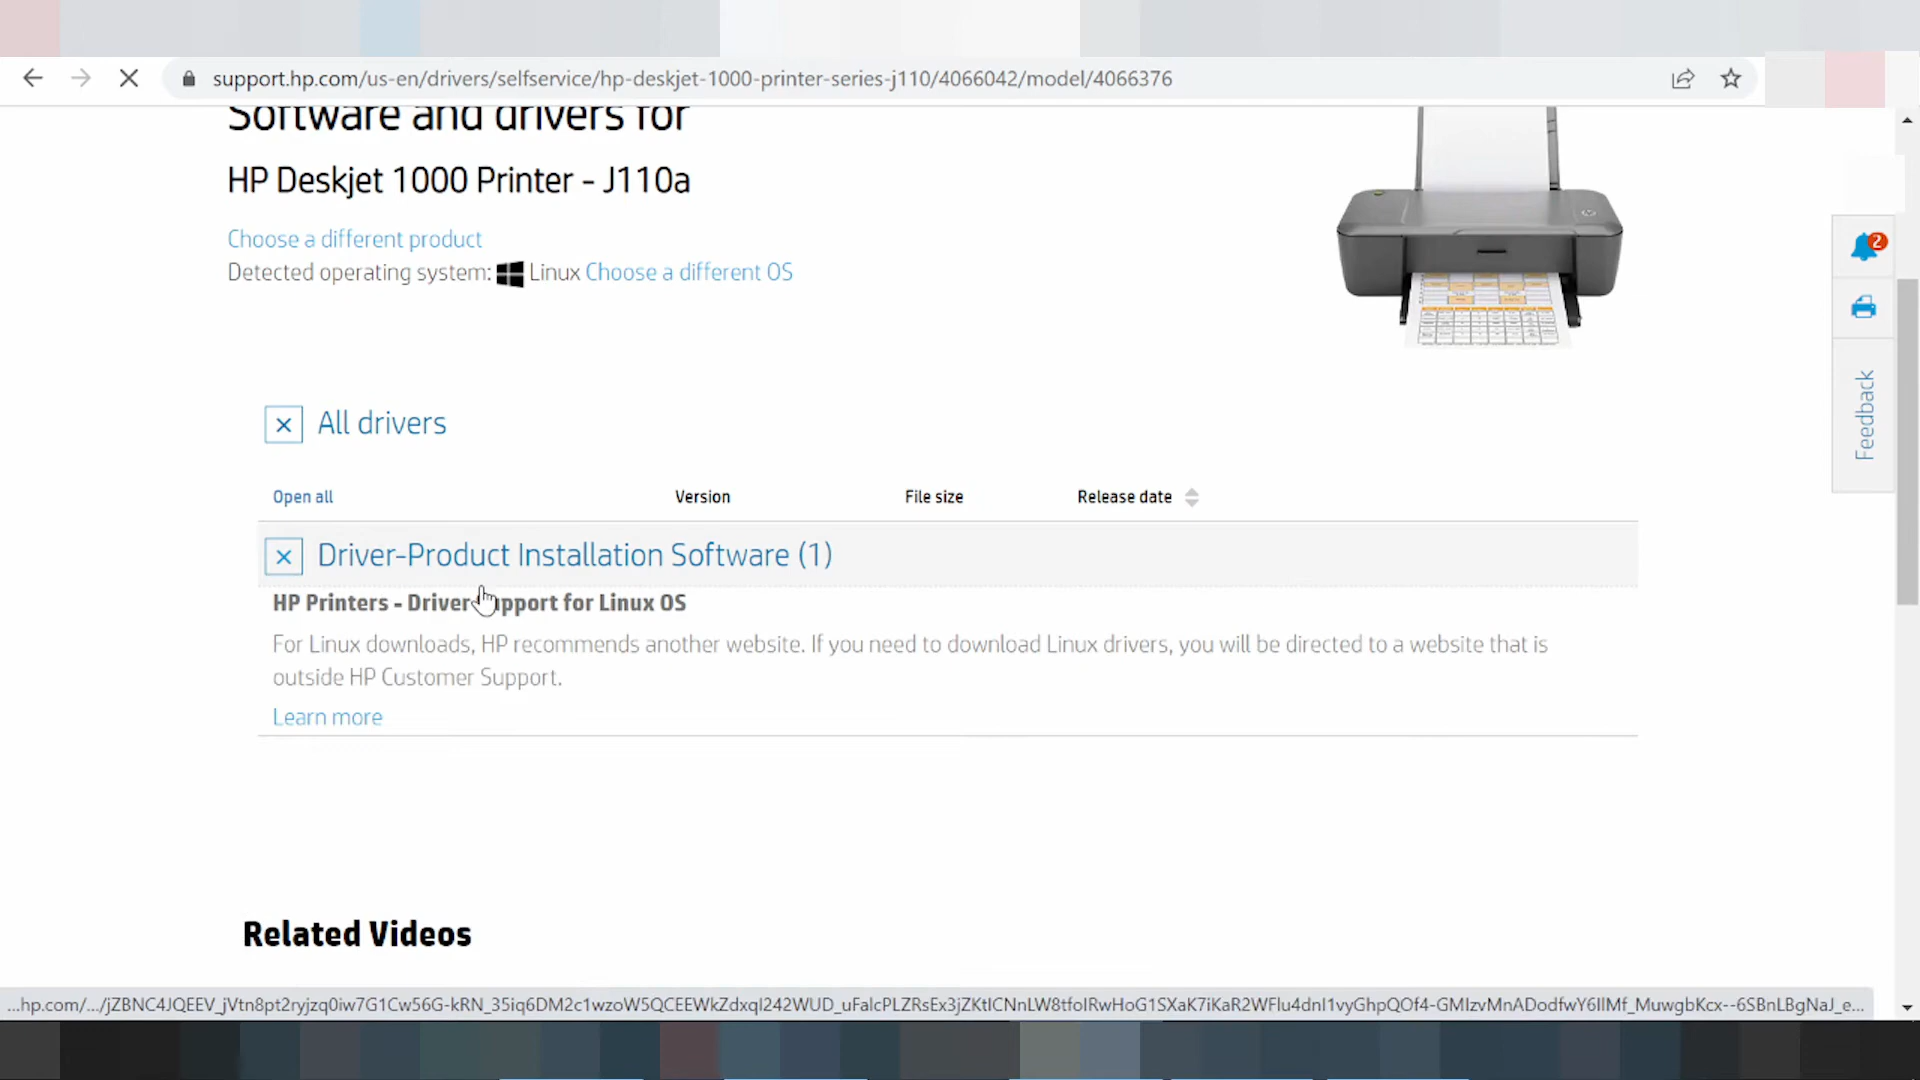 support.hp.com/us-en/drivers/selfservice/hp-deskjet-1000-printer-series-j110/4066042/model/4066376
Software and drivers for
HP Deskjet 1000 Printer - J110a
Choose a different product
Detected operating system: Linux Choose a different OS
2
Feedback
All drivers
Open all Version File size Release date
Driver-Product Installation Software (1)
HP Printers - Driver Support for Linux OS
For Linux downloads, HP recommends another website. If you need to download Linux drivers, you will be directed to a website that is
outside HP Customer Support.
Learn more
Related Videos